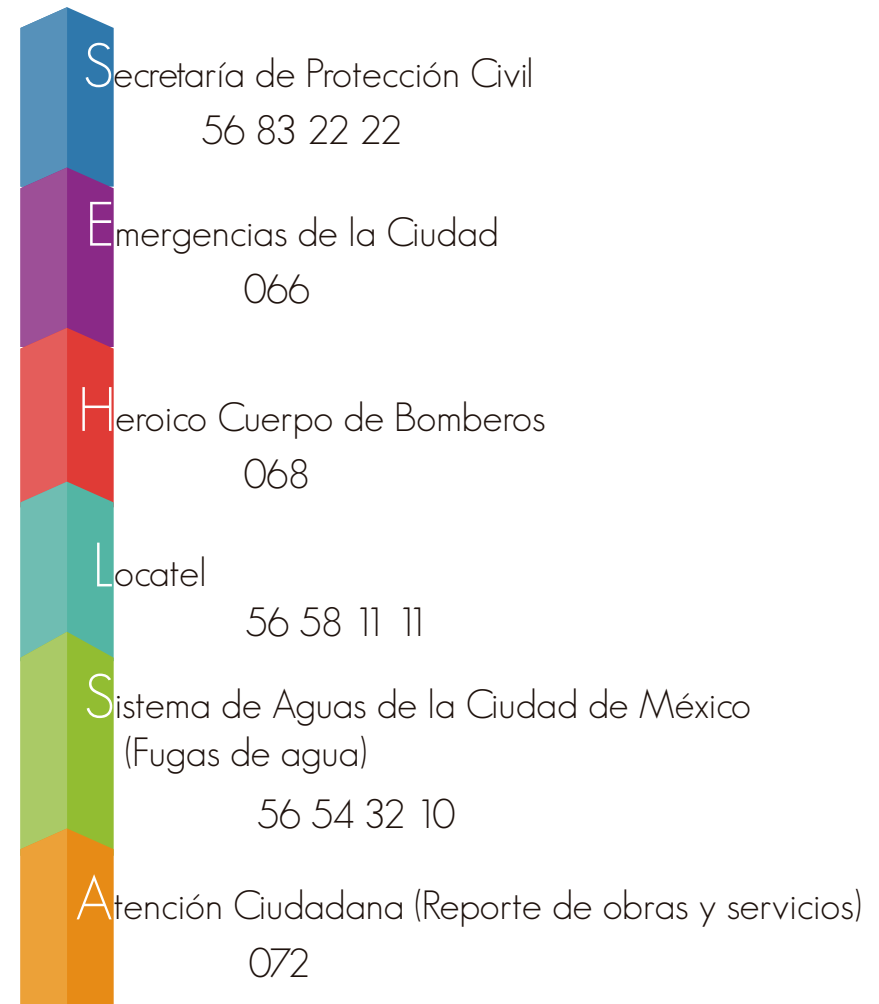 Secretaría de Protección Civil
56 83 22 22
Emergencias de la Ciudad
066
Heroico Cuerpo de Bomberos
068
Locatel
56 58 11 11
Sistema de Aguas de la Ciudad de México
(Fugas de agua)
56 54 32 10
Atención Ciudadana (Reporte de obras y servicios)
072